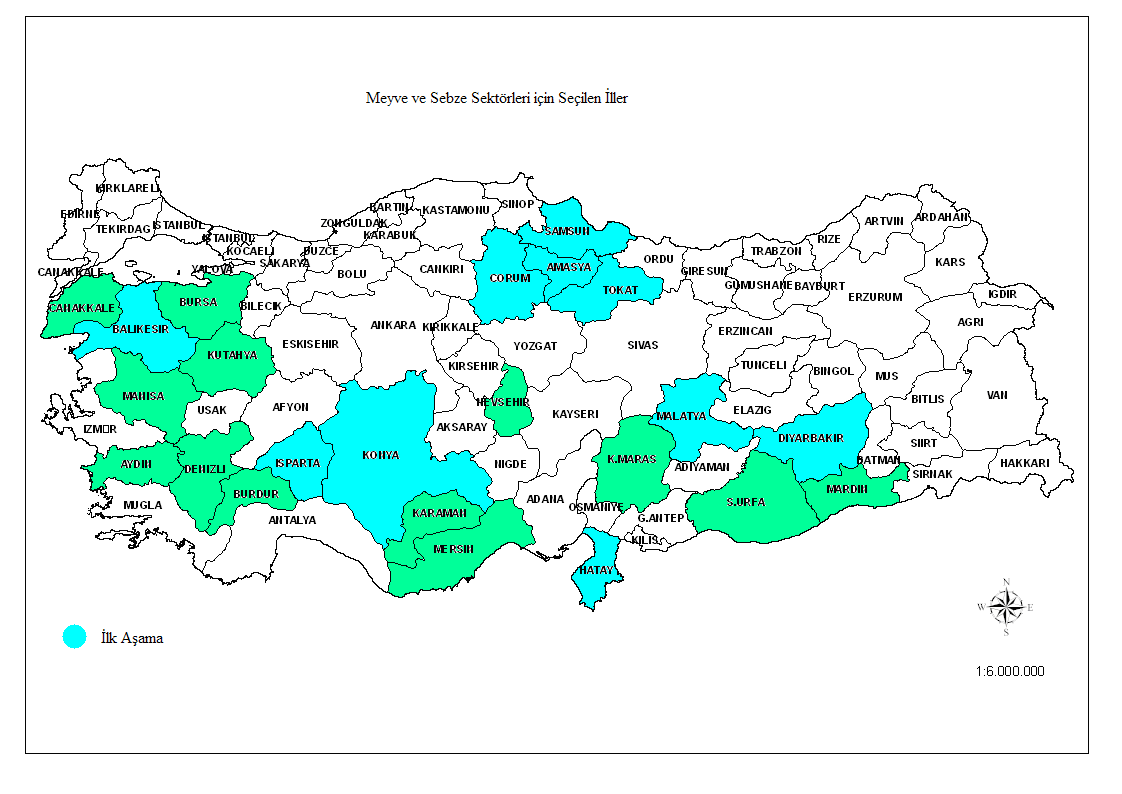 Meyve ve Sebze Sektörleri için Seçilen İller
KIRKLARELI
EDIRNE
TEKIRDAG
ISTANBUL
ISTANBUL
KOCAELI
YALOVA
SAKARYA
DUZCE
ZONGULDAK
BARTIN
KARABUK
KASTAMONU
SINOP
SAMSUN
BOLU
CANKIRI
CORUM
AMASYA
TOKAT
ORDU
GIRESUN
TRABZON
GUMUSHANE
BAYBURT
RIZE
ARTVIN
ARDAHAN
KARS
IGDIR
AGRI
ERZURUM
CANAKKALE
CANAKKALE
BALIKESIR
BURSA
BILECIK
KUTAHYA
ESKISEHIR
ANKARA
KIRIKKALE
YOZGAT
SIVAS
ERZINCAN
TUNCELI
BINGOL
MUS
BITLIS
VAN
MANISA
USAK
AFYON
KIRSEHIR
NEVSEHIR
KAYSERI
MALATYA
ELAZIG
DIYARBAKIR
SIIRT
BATMAN
SIRNAK
HAKKARI
IZM□R
AYDIN
DENIZLI
ISPARTA
BURDUR
KONYA
AKSARAY
NIGDE
K.MARAS
ADIYAMAN
MARDIN
S.URFA
MUGLA
ANTALYA
KARAMAN
MERSIN
ADANA
OSMANIYE
G.ANTEP
KILIS
HATAY
N
W
E
S
İlk Aşama
1:6.000.000